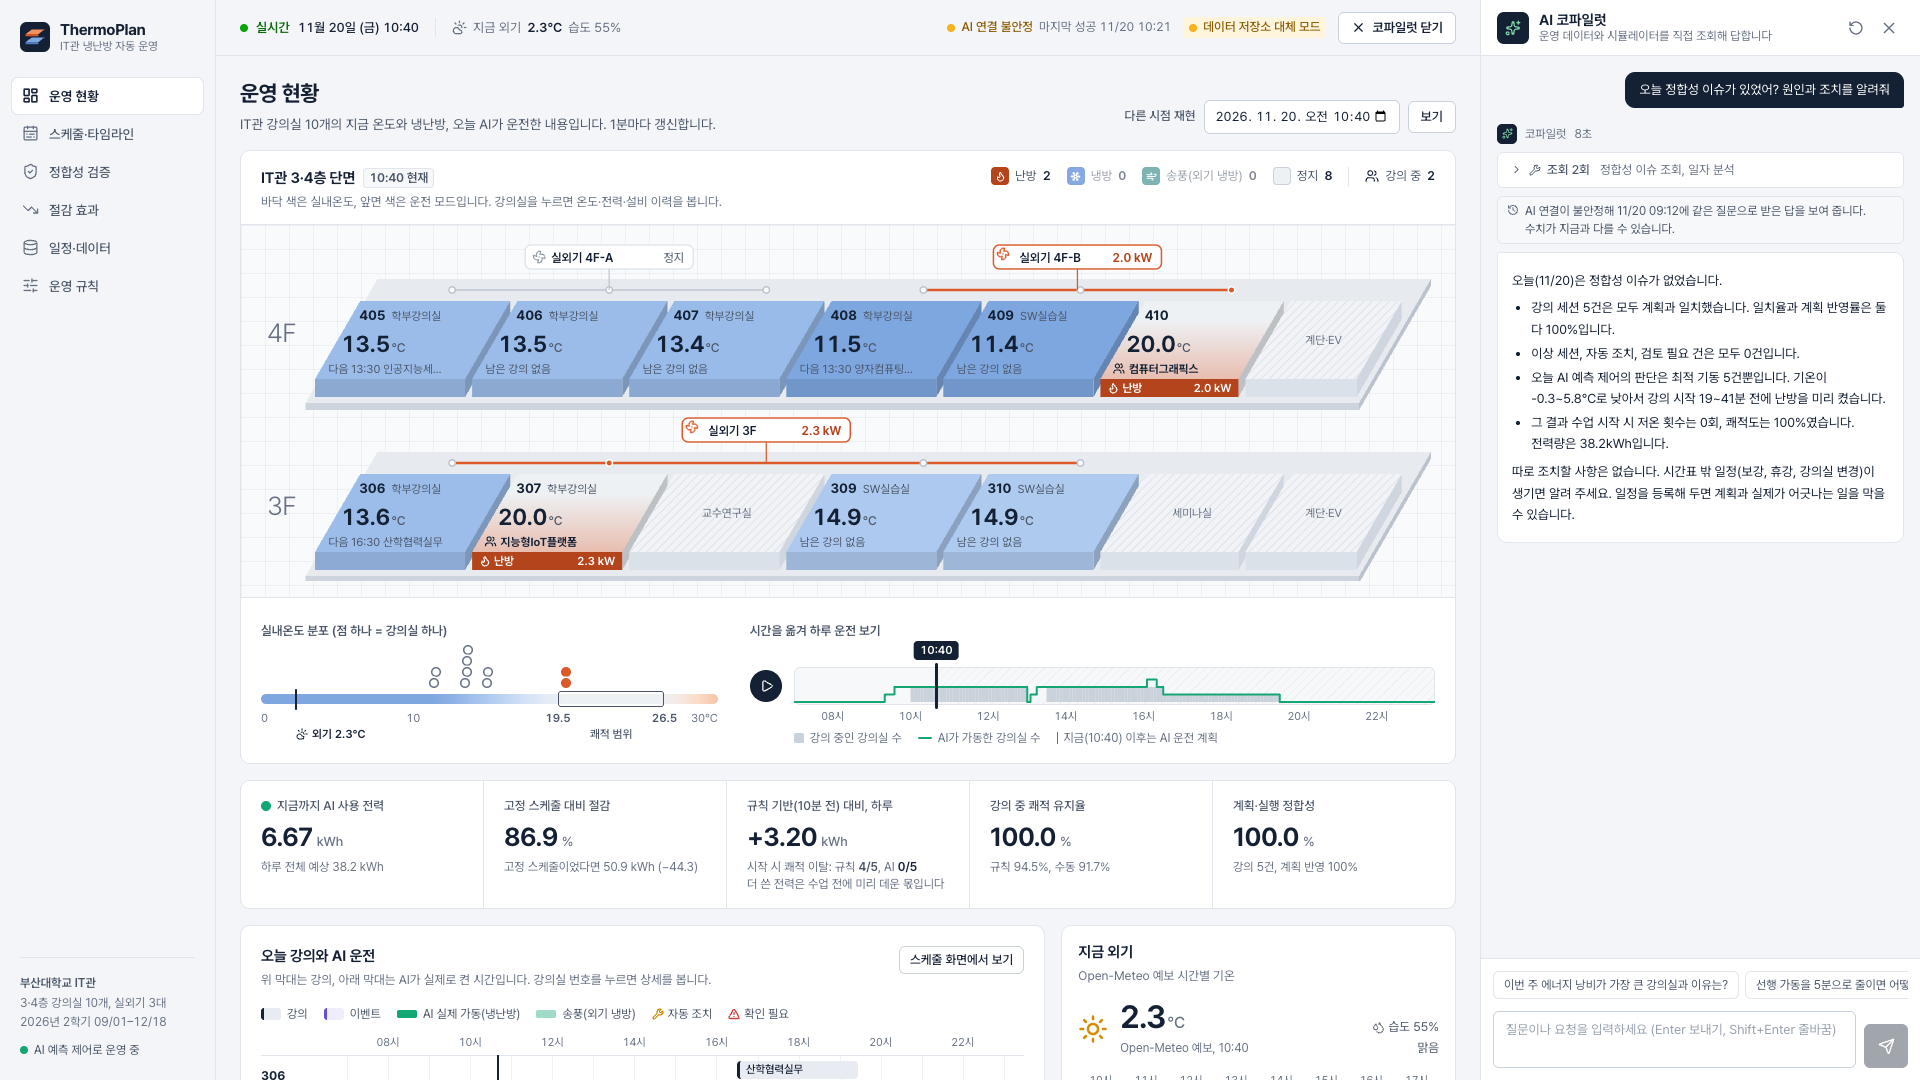 ThermoPlan
IT관 냉난방 자동 운영
운영 현황
스케줄·타임라인
정합성 검증
절감 효과
일정·데이터
운영 규칙
부산대학교 IT관
3·4층 강의실 10개, 실외기 3대
2026년 2학기 09/01–12/18
AI 예측 제어로 운영 중
실시간 11월 20일 (금) 10:40 지금 외기 2.3°C 습도 55%
AI 연결 불안정 마지막 성공 11/20 10:21 데이터 저장소 대체 모드 코파일럿 닫기
운영 현황
IT관 강의실 10개의 지금 온도와 냉난방, 오늘 AI가 운전한 내용입니다. 1분마다 갱신합니다.
다른 시점 재현 2026. 11. 20. 오전 10:40 보기
IT관 3·4층 단면 10:40 현재
바닥 색은 실내온도, 앞면 색은 운전 모드입니다. 강의실을 누르면 온도·전력·설비 이력을 봅니다.
난방 2 냉방 0 송풍(외기 냉방) 0 정지 8 강의 중 2
실외기 4F-A 정지
실외기 4F-B 2.0 kW
4F
405 학부강의실
13.5°C
다음 13:30 인공지능세...
406 학부강의실
13.5°C
남은 강의 없음
407 학부강의실
13.4°C
남은 강의 없음
408 학부강의실
11.5°C
다음 13:30 양자컴퓨팅...
409 SW실습실
11.4°C
남은 강의 없음
410
20.0°C
컴퓨터그래픽스
난방 2.0 kW
계단·EV
실외기 3F 2.3 kW
3F
306 학부강의실
13.6°C
다음 16:30 산학협력실무
307 학부강의실
20.0°C
지능형IoT플랫폼
난방 2.3 kW
교수연구실
309 SW실습실
14.9°C
남은 강의 없음
310 SW실습실
14.9°C
남은 강의 없음
세미나실
계단·EV
실내온도 분포 (점 하나 = 강의실 하나)
0 10 19.5 26.5 30°C
외기 2.3°C 쾌적 범위
시간을 옮겨 하루 운전 보기
10:40
08시 10시 12시 14시 16시 18시 20시 22시
강의 중인 강의실 수 AI가 가동한 강의실 수 지금(10:40) 이후는 AI 운전 계획
지금까지 AI 사용 전력
6.67 kWh
하루 전체 예상 38.2 kWh
고정 스케줄 대비 절감
86.9 %
고정 스케줄이었다면 50.9 kWh (−44.3)
규칙 기반(10분 전) 대비, 하루
+3.20 kWh
시작 시 쾌적 이탈: 규칙 4/5, AI 0/5
더 쓴 전력은 수업 전에 미리 데운 몫입니다
강의 중 쾌적 유지율
100.0 %
규칙 94.5%, 수동 91.7%
계획·실행 정합성
100.0 %
강의 5건, 계획 반영 100%
오늘 강의와 AI 운전
위 막대는 강의, 아래 막대는 AI가 실제로 켠 시간입니다. 강의실 번호를 누르면 상세를 봅니다.
스케줄 화면에서 보기
강의 이벤트 AI 실제 가동(냉난방) 송풍(외기 냉방) 자동 조치 확인 필요
08시 10시 12시 14시 16시 18시 20시 22시
306 산학협력실무
지금 외기
Open-Meteo 예보 시간별 기온
2.3°C
Open-Meteo 예보, 10:40
습도 55%
맑음
10시 11시 12시 13시 14시 15시 16시 17시
AI 코파일럿
운영 데이터와 시뮬레이터를 직접 조회해 답합니다
오늘 정합성 이슈가 있었어? 원인과 조치를 알려줘
코파일럿 8초
조회 2회 정합성 이슈 조회, 일자 분석
AI 연결이 불안정해 11/20 09:12에 같은 질문으로 받은 답을 보여 줍니다.
수치가 지금과 다를 수 있습니다.
오늘(11/20)은 정합성 이슈가 없었습니다.
• 강의 세션 5건은 모두 계획과 일치했습니다. 일치율과 계획 반영률은 둘
다 100%입니다.
• 이상 세션, 자동 조치, 검토 필요 건은 모두 0건입니다.
• 오늘 AI 예측 제어의 판단은 최적 기동 5건뿐입니다. 기온이
-0.3~5.8°C로 낮아서 강의 시작 19~41분 전에 난방을 미리 켰습니다.
• 그 결과 수업 시작 시 저온 횟수는 0회, 쾌적도는 100%였습니다.
전력량은 38.2kWh입니다.
따로 조치할 사항은 없습니다. 시간표 밖 일정(보강, 휴강, 강의실 변경)이
생기면 알려 주세요. 일정을 등록해 두면 계획과 실제가 어긋나는 일을 막을
수 있습니다.
이번 주 에너지 낭비가 가장 큰 강의실과 이유는?
선행 가동을 5분으로 줄이면
질문이나 요청을 입력하세요 (Enter 보내기, Shift+Enter 줄바꿈)